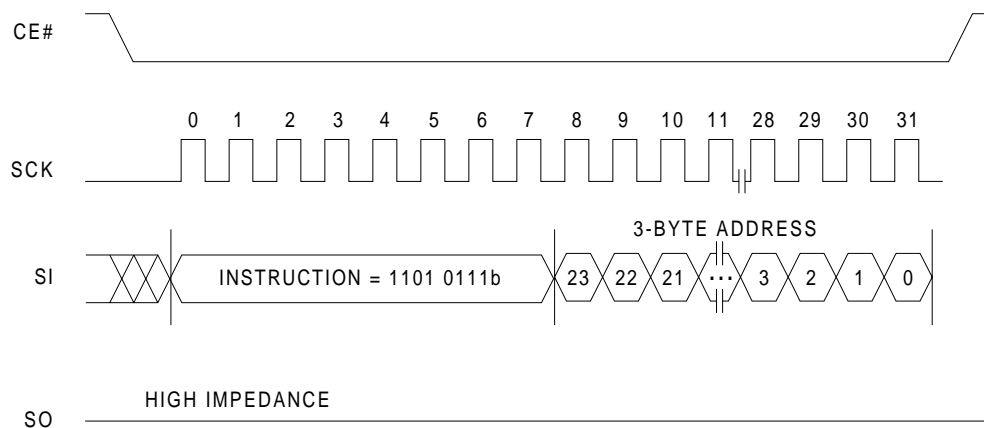 CE#
0 1 2 3 4 5 6 7 8 9 10 11 28 29 30 31
SCK
3-BYTE ADDRESS
SI INSTRUCTION = 1101 0111b 23 22 21 ... 3 2 1 0
HIGH IMPEDANCE
SO